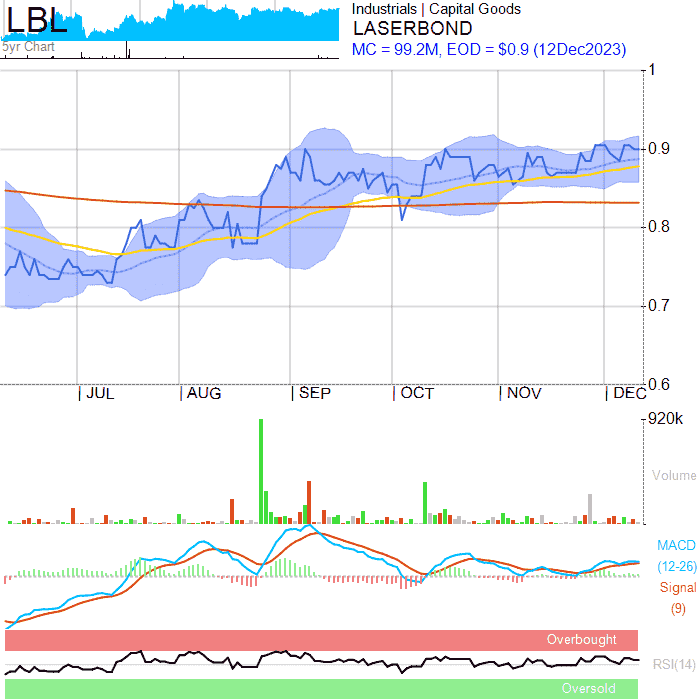 LBL
5yr Chart
Industrials | Capital Goods
LASERBOND
MC = 99.2M, EOD = $0.9 (12Dec2023)
1
0.9
0.8
0.7
0.6
JUL AUG SEP OCT NOV DEC
920k
Volume
MACD
(12-26)
Signal
(9)
Overbought
RSI(14)
Oversold